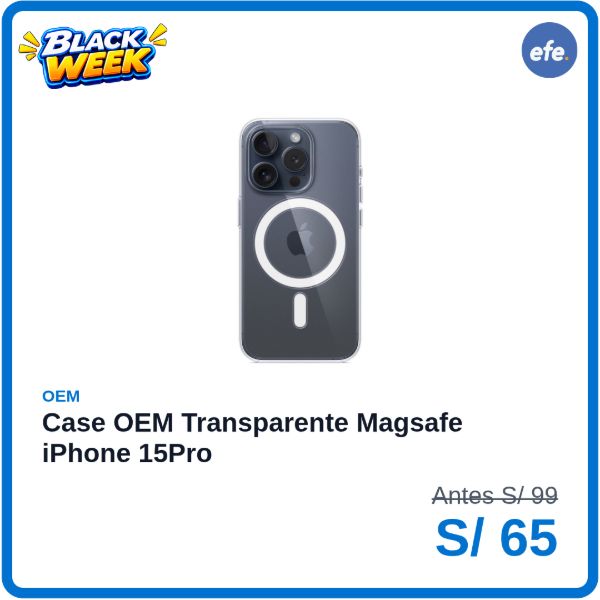 BLACK
WEEK
efe.
OEM
Case OEM Transparente Magsafe
iPhone 15Pro
Antes S/ 99
S/ 65